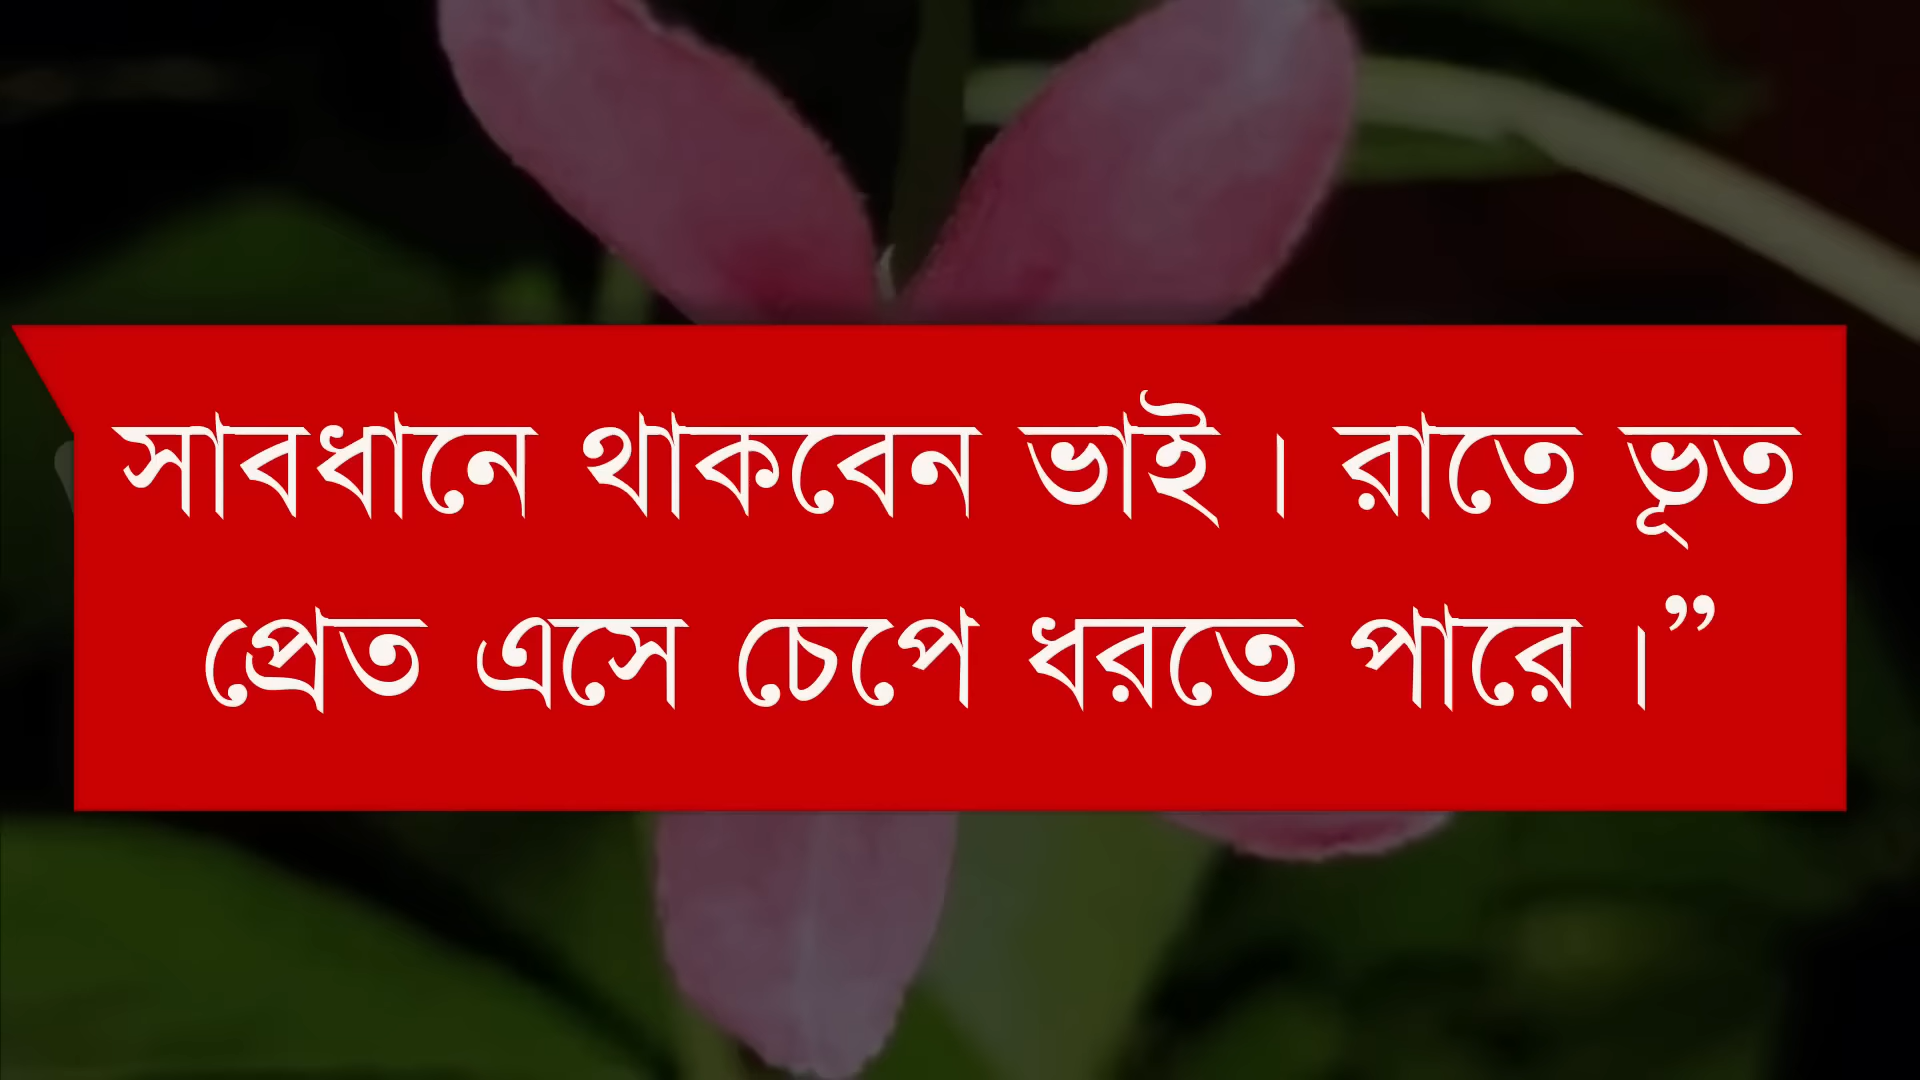 সাবধানে থাকবেন ভাই । রাতে ভূত
প্রেত এসে চেপে ধরতে পারে ।”